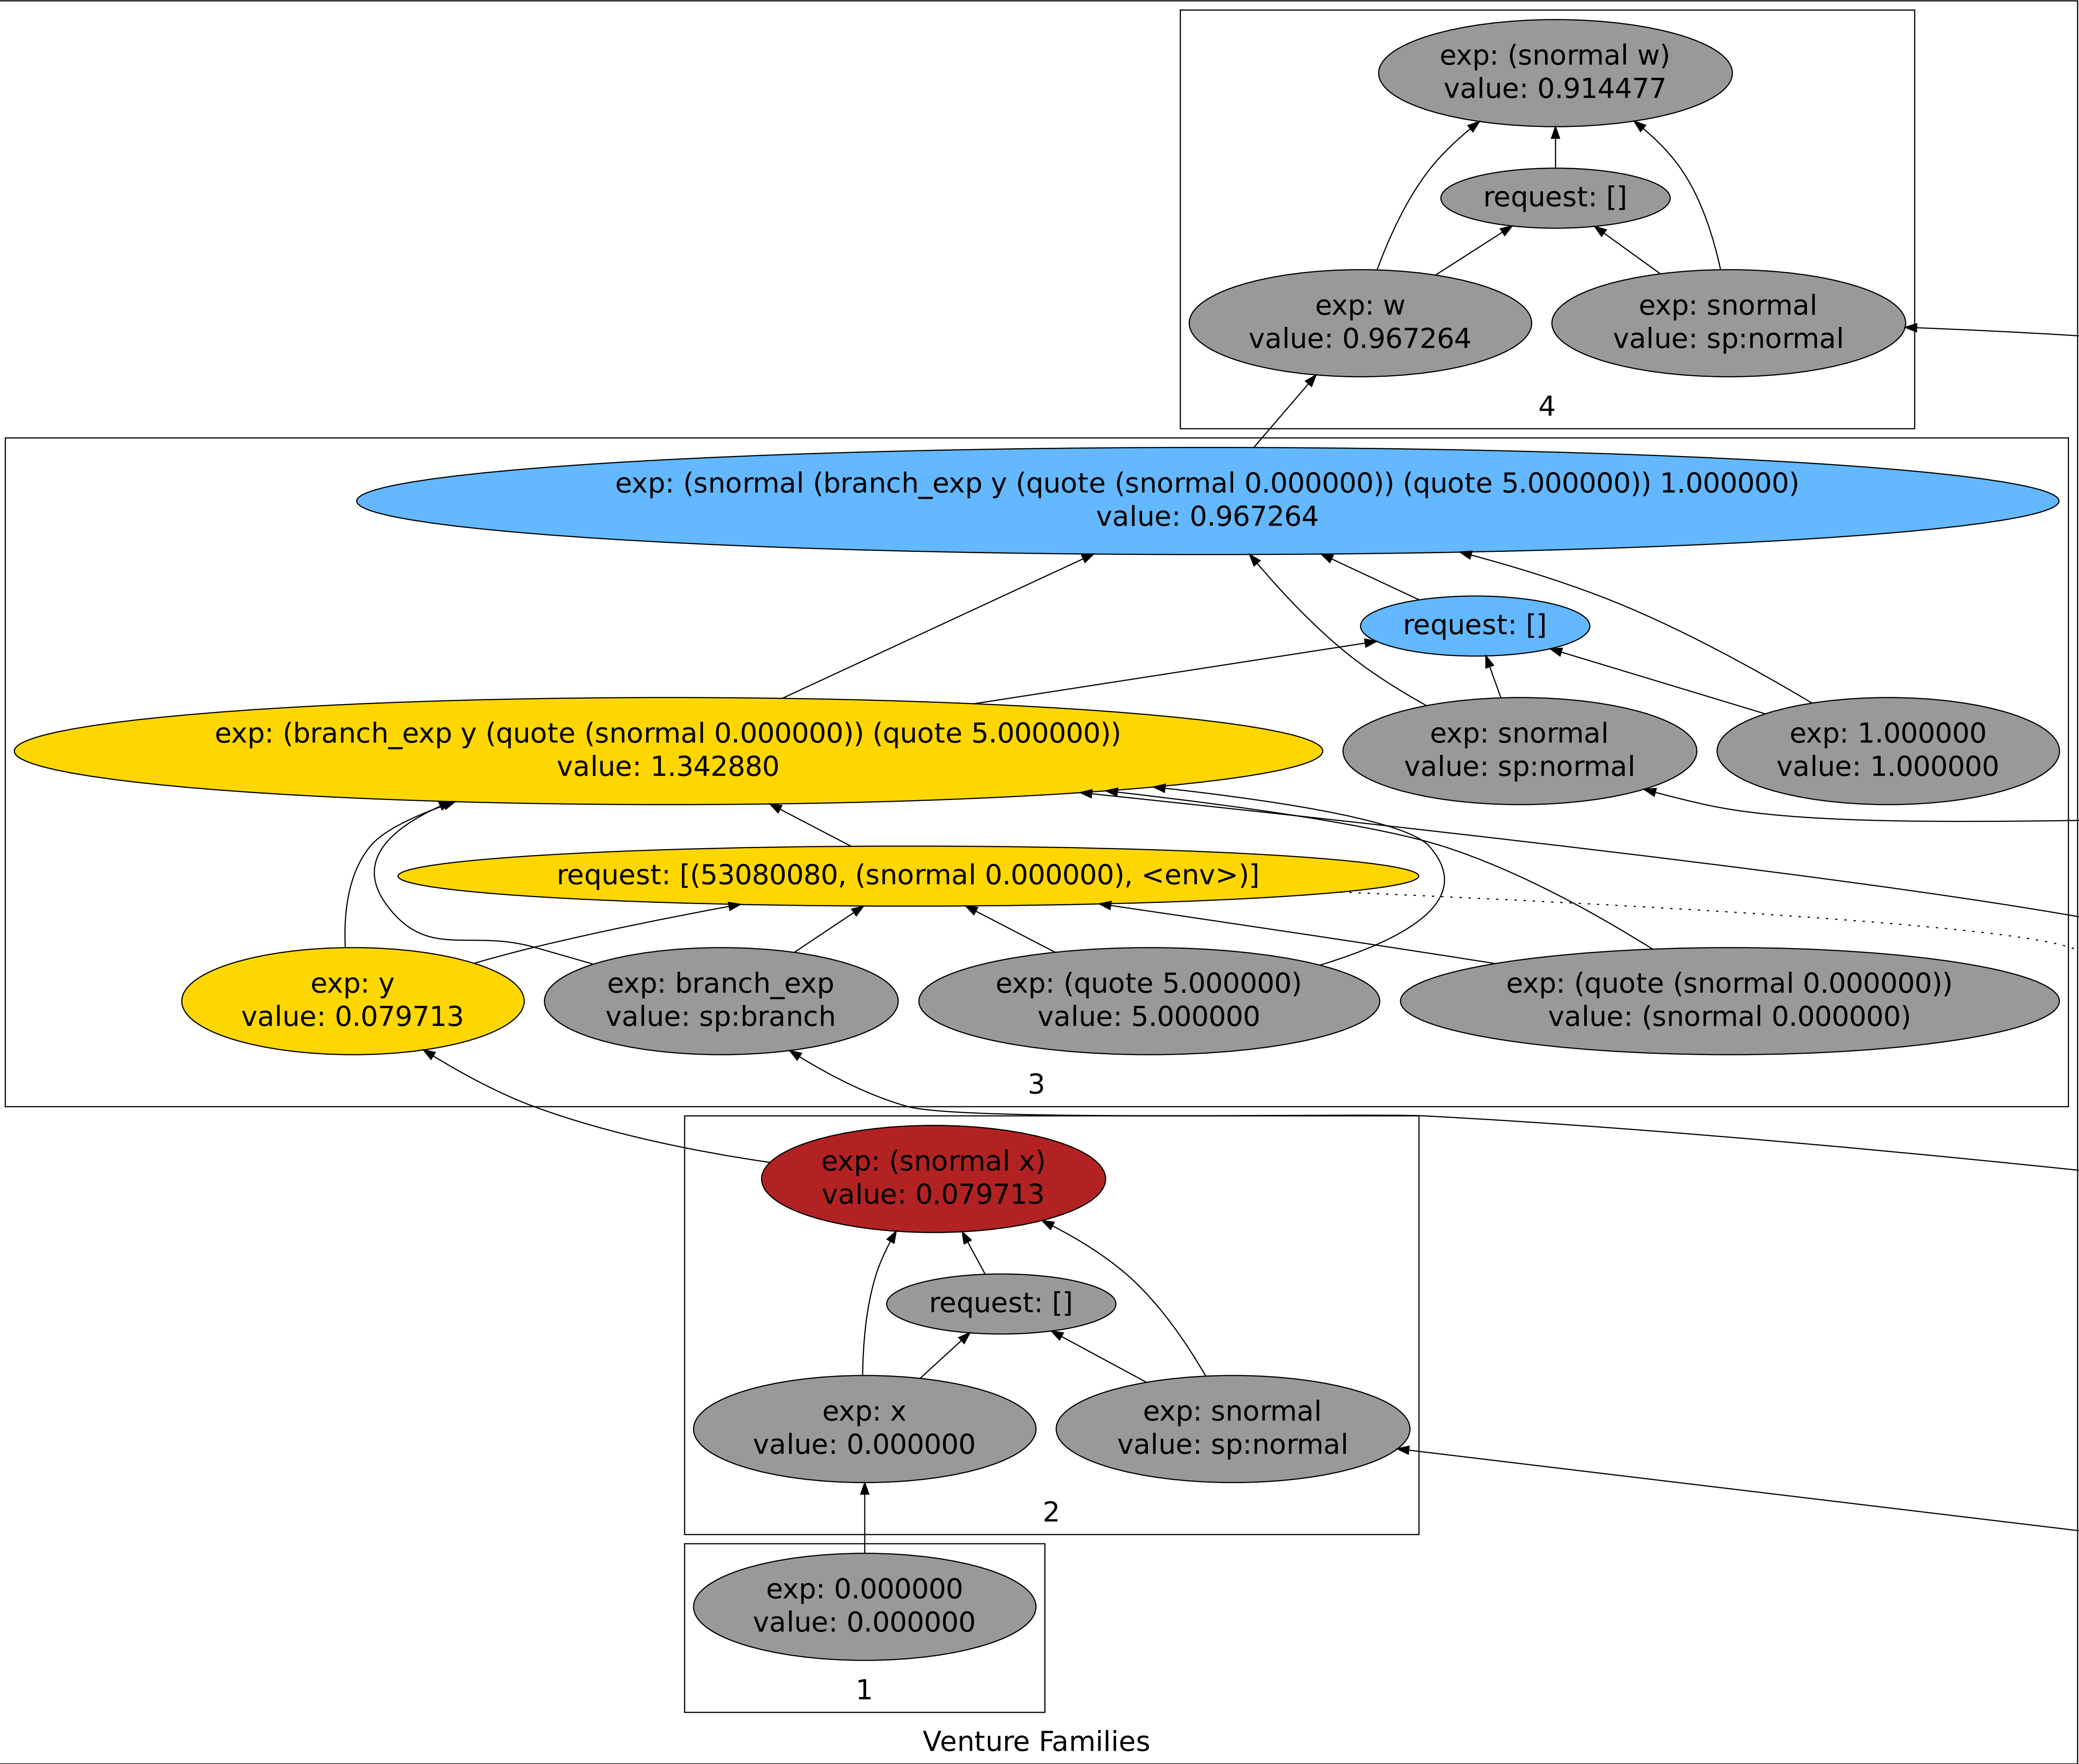 exp: (snormal w)
value: 0.914477
request: []
exp: w
value: 0.967264
exp: snormal
value: sp:normal
4
exp: (snormal (branch_exp y (quote (snormal 0.000000)) (quote 5.000000)) 1.000000)
value: 0.967264
request: []
exp: (branch_exp y (quote (snormal 0.000000)) (quote 5.000000))
value: 1.342880
exp: snormal
value: sp:normal
exp: 1.000000
value: 1.000000
request: [(53080080, (snormal 0.000000), <env>)]
exp: y
value: 0.079713
exp: branch_exp
value: sp:branch
exp: (quote 5.000000)
value: 5.000000
exp: (quote (snormal 0.000000))
value: (snormal 0.000000)
3
exp: (snormal x)
value: 0.079713
request: []
exp: x
value: 0.000000
exp: snormal
value: sp:normal
2
exp: 0.000000
value: 0.000000
1
Venture Families